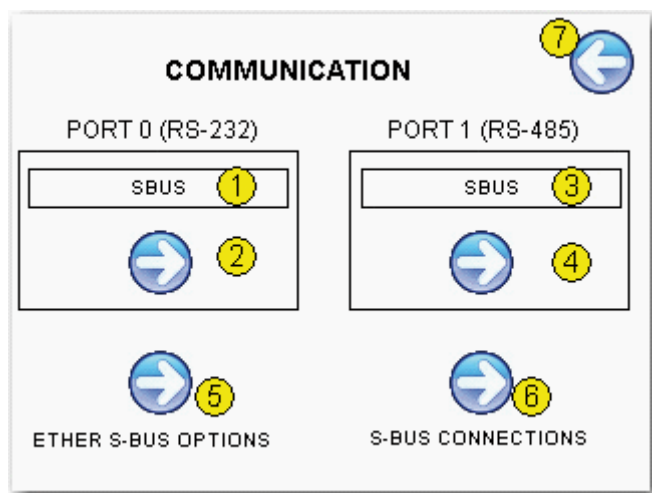 COMMUNICATION 7
PORT 0 (RS-232) PORT 1 (RS-485)
SBUS 1 SBUS 3
2 4
5 6
ETHER S-BUS OPTIONS S-BUS CONNECTIONS